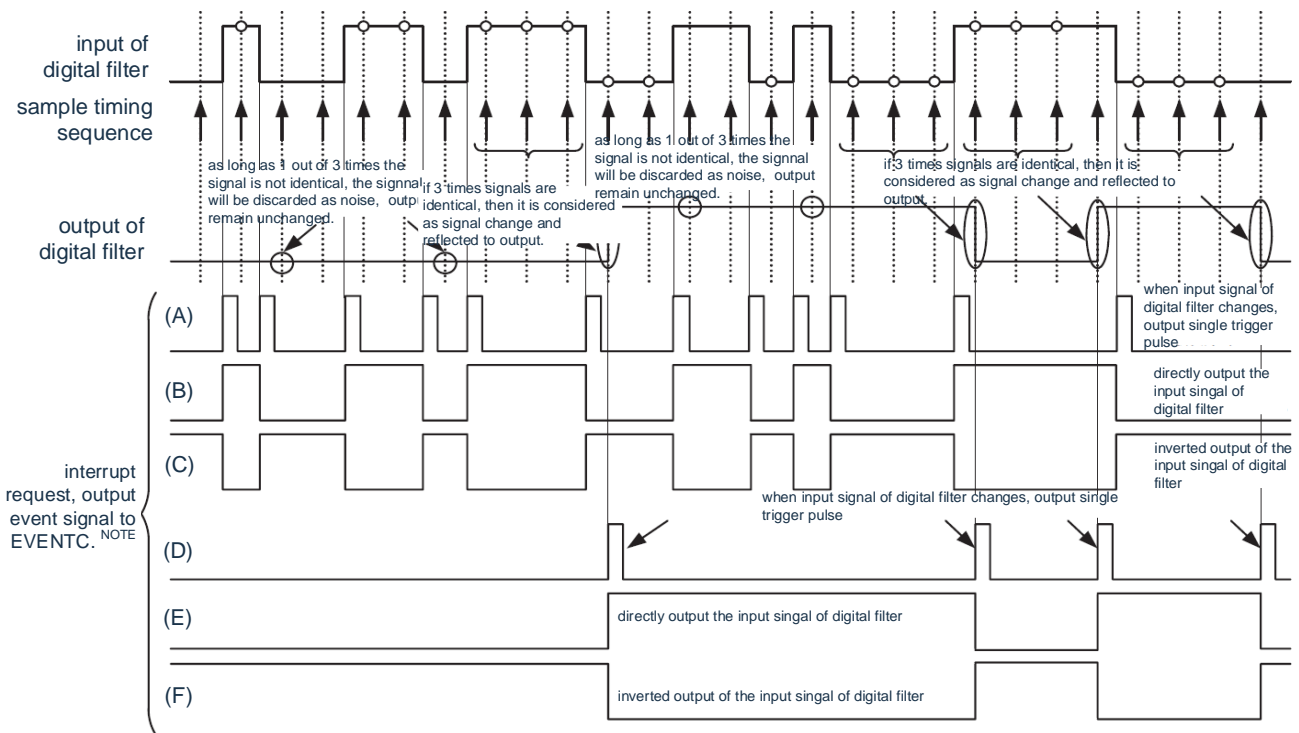 input of
digital filter
sample timing
sequence
as long as 1 out of 3 times the
signal is not identical, the signnal
will be discarded as noise, outpu
remain unchanged.
if 3 times signals are
identical, then it is considered
as signal change and
reflected to output.
as long as 1 out of 3 times the
signal is not identical, the signnal
will be discarded as noise, output
remain unchanged.
if 3 times signals are identical, then it is
considered as signal change and reflected to
output.
output of
digital filter
(A)
when input signal of
digital filter changes,
output single trigger
pulse
(B)
directly output the
input singal of
digital filter
(C)
inverted output of the
input singal of digital
filter
interrupt
request, output
event signal to
EVENTC. NOTE
when input signal of digital filter changes, output single
trigger pulse
(D)
(E)
directly output the input singal of digital filter
(F)
inverted output of the input singal of digital filter